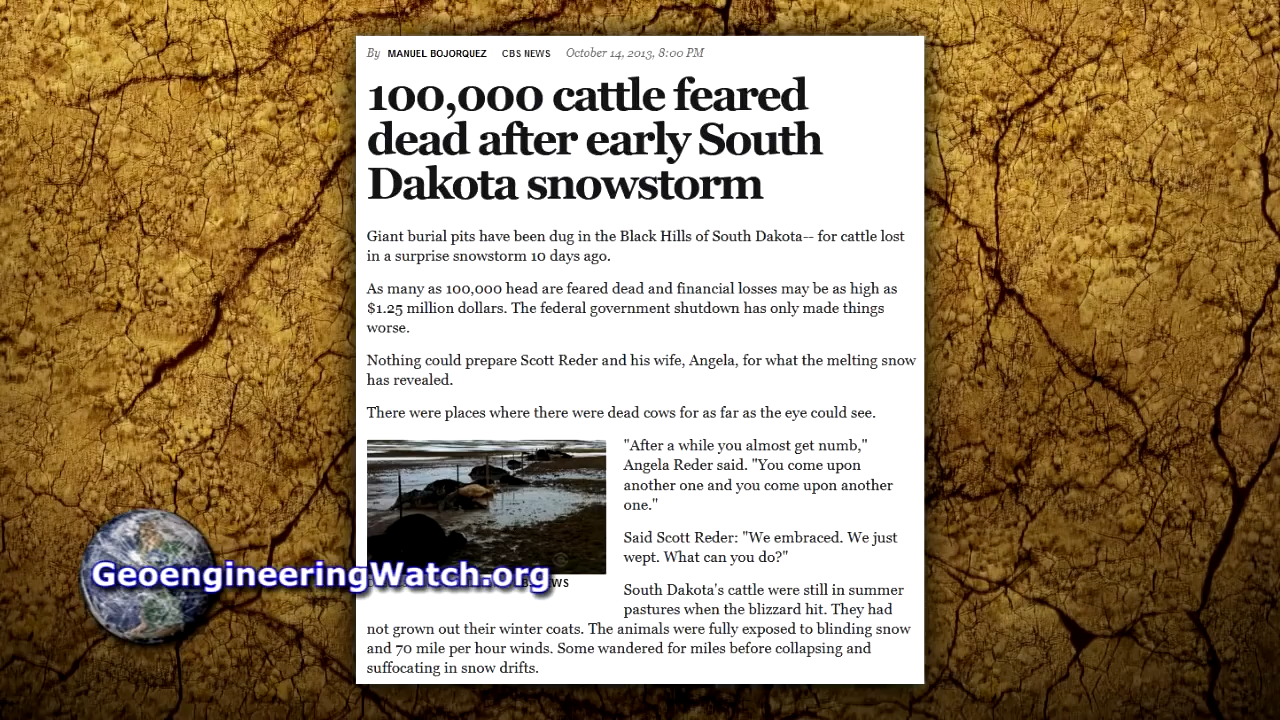 By MANUEL BOJORQUEZ CBS NEWS October 14, 2013, 8:00 PM
100,000 cattle feared
dead after early South
Dakota snowstorm
Giant burial pits have been dug in the Black Hills of South Dakota-- for cattle lost
in a surprise snowstorm 10 days ago.
As many as 100,000 head are feared dead and financial losses may be as high as
$1.25 million dollars. The federal government shutdown has only made things
worse.
Nothing could prepare Scott Reder and his wife, Angela, for what the melting snow
has revealed.
There were places where there were dead cows for as far as the eye could see.
"After a while you almost get numb,"
Angela Reder said. "You come upon
another one and you come upon another
one."
Said Scott Reder: "We embraced. We just
wept. What can you do?"
GeoengineeringWatch.org
South Dakota's cattle were still in summer
pastures when the blizzard hit. They had
not grown out their winter coats. The animals were fully exposed to blinding snow
and 70 mile per hour winds. Some wandered for miles before collapsing and
suffocating in snow drifts.